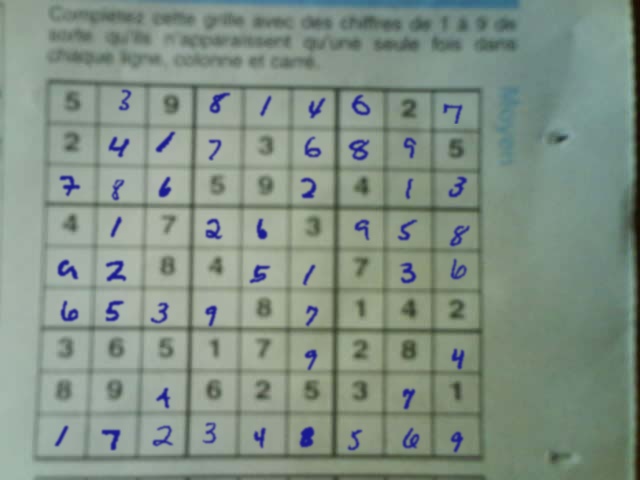 Complétez cette grille avec des chiffres de 1 à 9 de
sorte qu'ils n'apparaissent qu'une seule fois dans
chaque ligne, colonne et carré.
Moyen
5 3 9 8 1 4 6 2 7
2 4 1 7 3 6 8 9 5
7 8 6 5 9 2 4 1 3
4 1 7 2 6 3 9 5 8
9 2 8 4 5 1 7 3 6
6 5 3 9 8 7 1 4 2
3 6 5 1 7 9 2 8 4
8 9 4 6 2 5 3 7 1
1 7 2 3 4 8 5 6 9